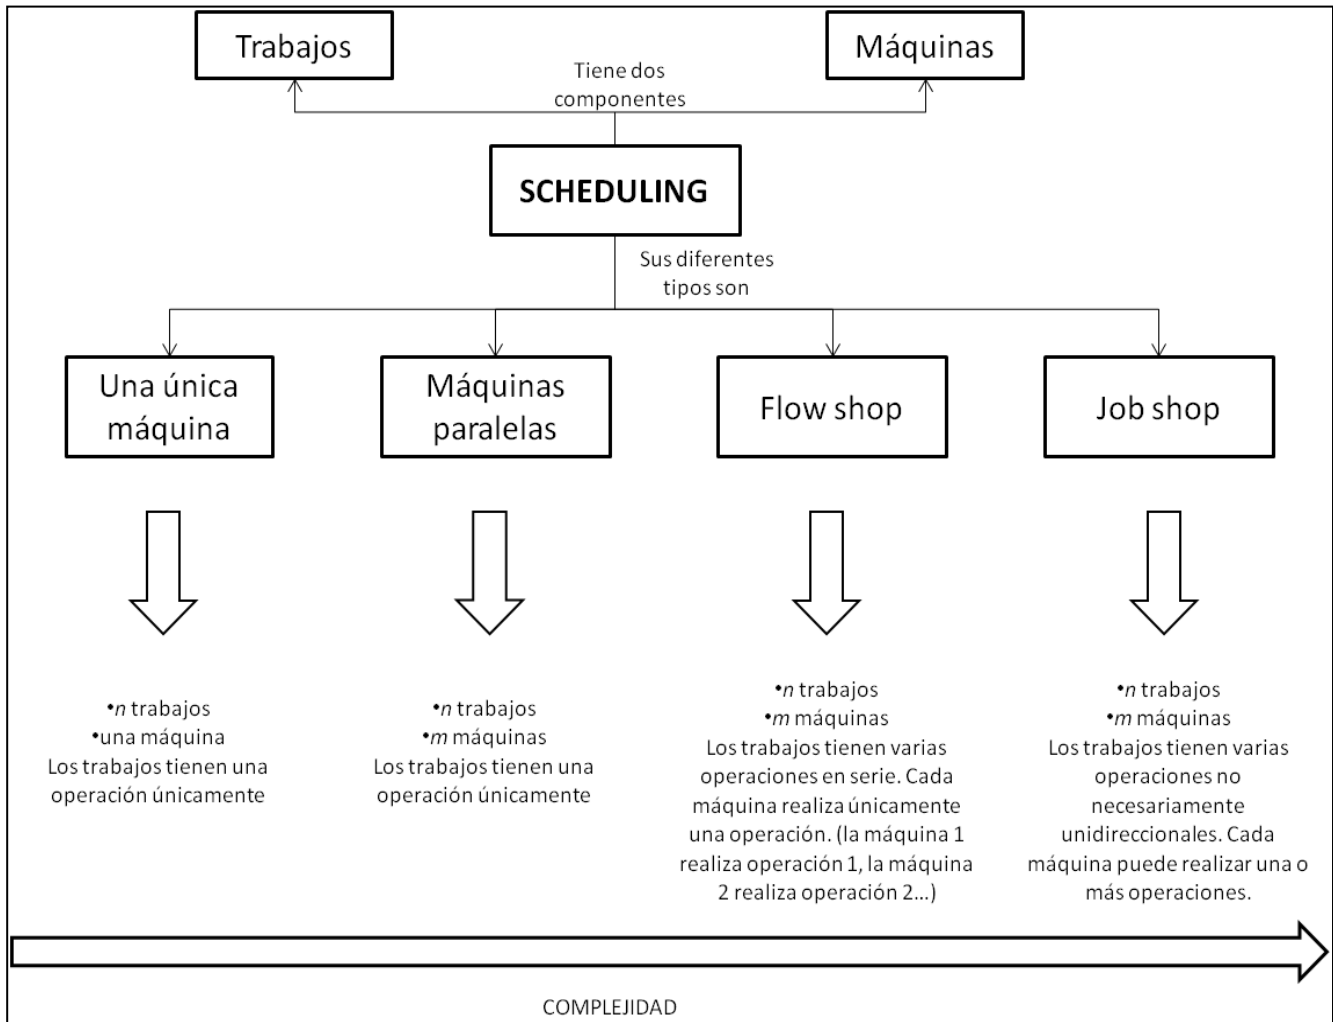 Trabajos
Máquinas
Tiene dos
componentes
SCHEDULING
Sus diferentes
tipos son
Una única
máquina
Máquinas
paralelas
Flow shop
Job shop
•n trabajos
•una máquina
Los trabajos tienen una
operación únicamente
•n trabajos
•m máquinas
Los trabajos tienen una
operación únicamente
•n trabajos
•m máquinas
Los trabajos tienen varias
operaciones en serie. Cada
máquina realiza únicamente
una operación. (la máquina 1
realiza operación 1, la máquina
2 realiza operación 2...)
•n trabajos
•m máquinas
Los trabajos tienen varias
operaciones no
necesariamente
unidireccionales. Cada
máquina puede realizar una o
más operaciones.
COMPLEJIDAD